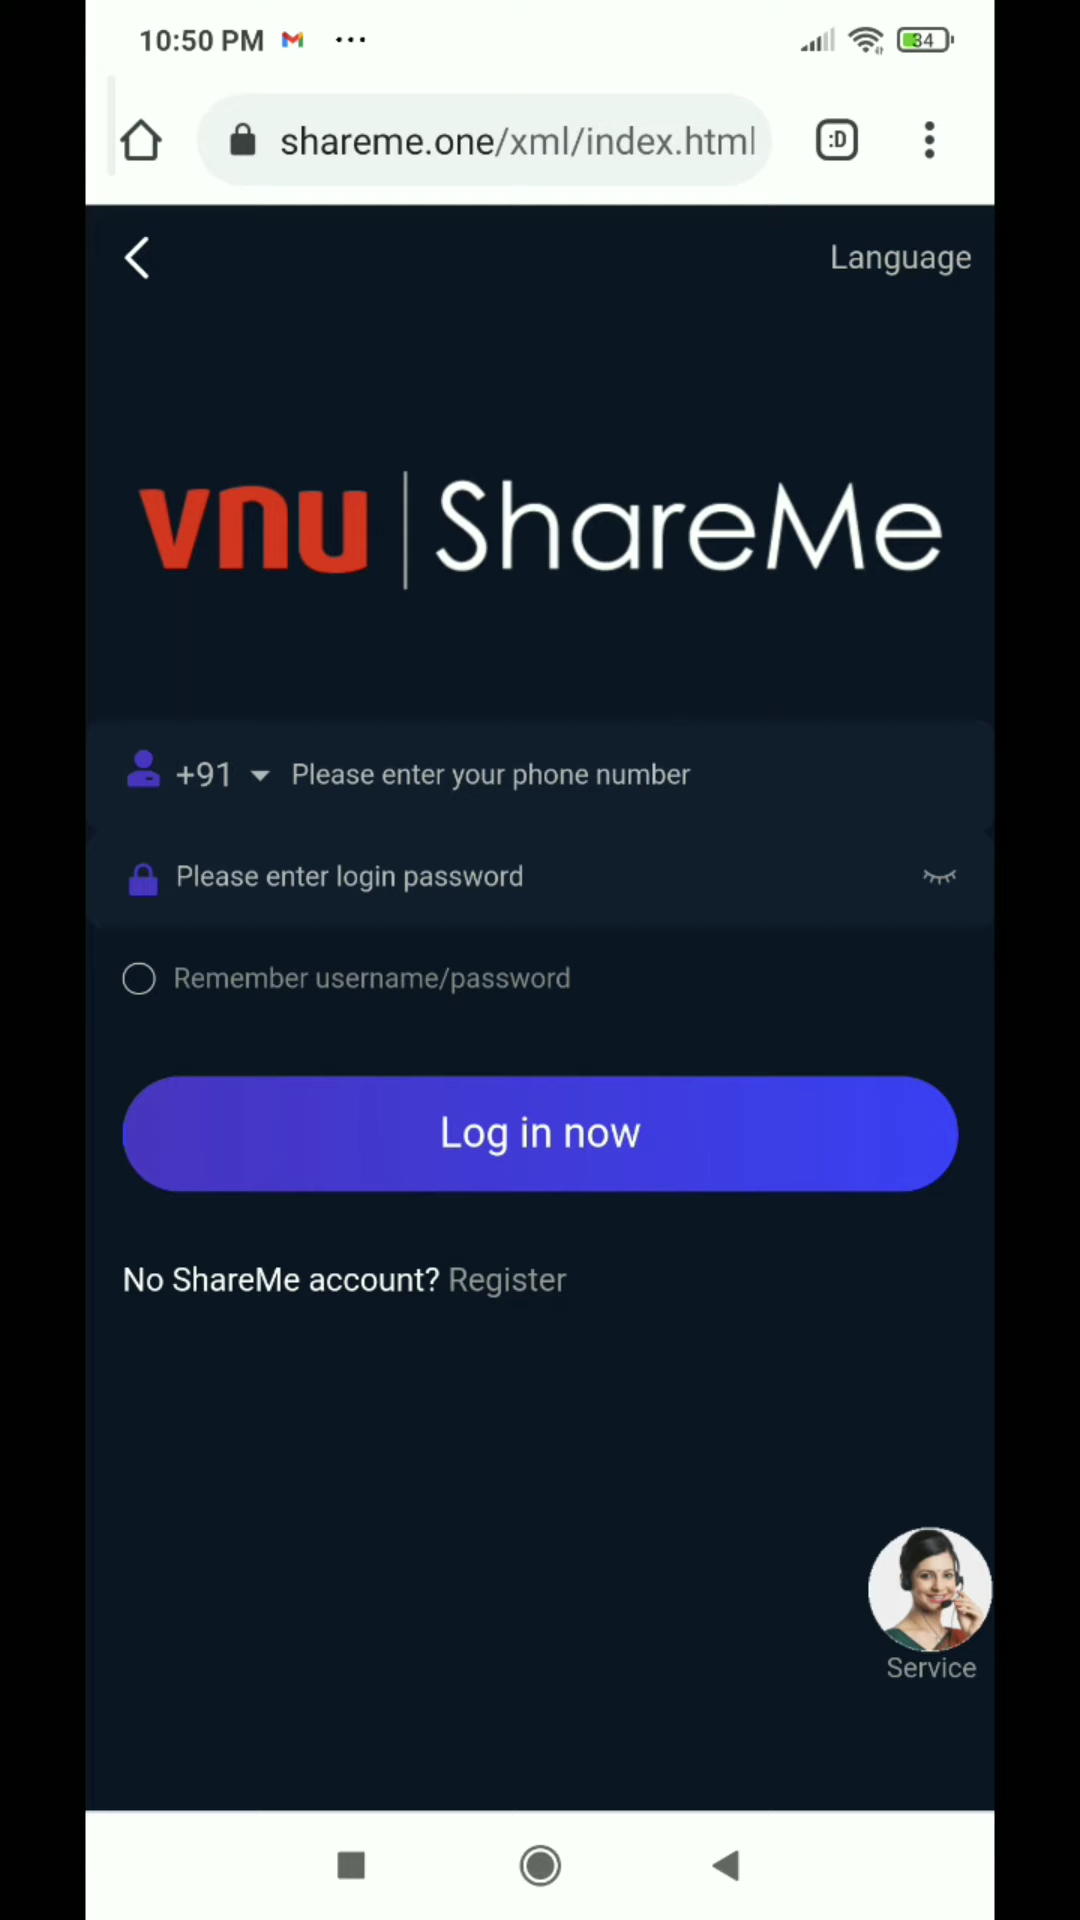 10:50 PM
34
shareme.one/xml/index.html
:D
Language
vnu | ShareMe
+91 Please enter your phone number
Please enter login password
Remember username/password
Log in now
No ShareMe account? Register
Service